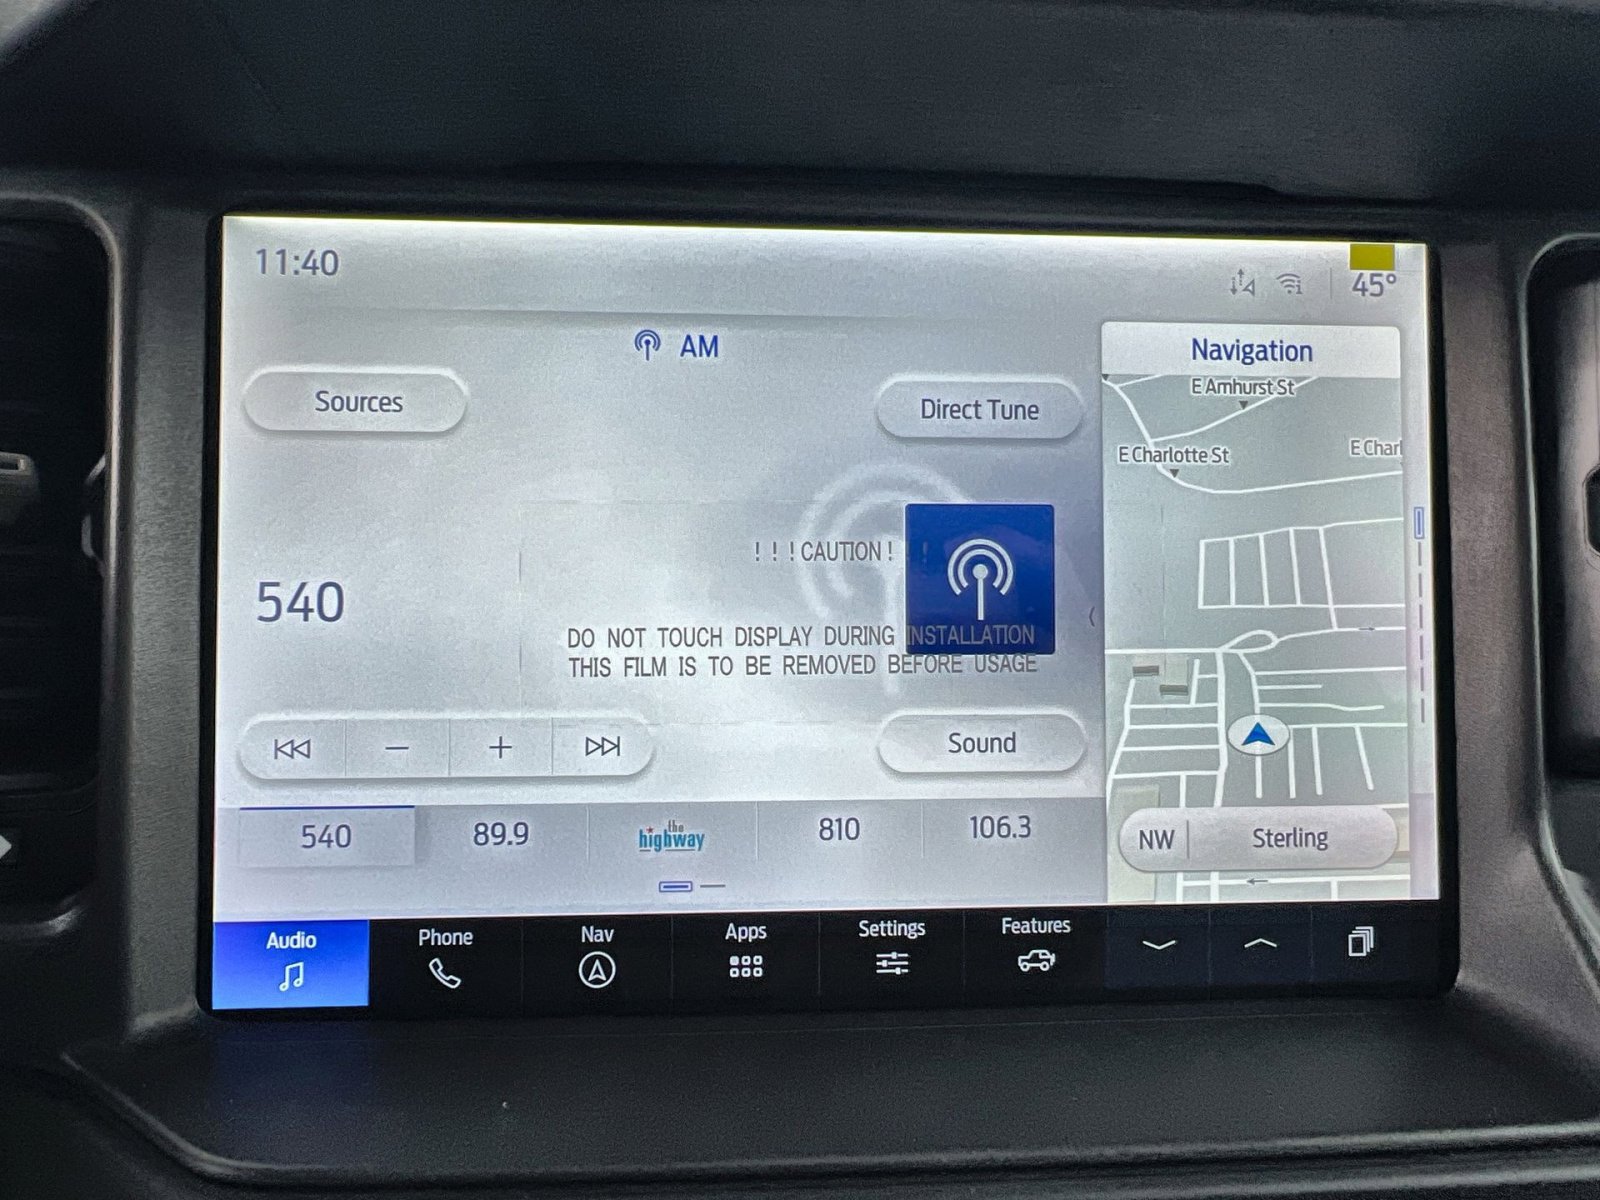 11:40
45°
AM
Navigation
Sources
Direct Tune
E Amhurst St
E Charlotte St
E Charl
! ! ! CAUTION !
540
DO NOT TOUCH DISPLAY DURING INSTALLATION
THIS FILM IS TO BE REMOVED BEFORE USAGE
Sound
540
89.9
the
highway
810
106.3
NW
Sterling
Audio
Phone
Nav
Apps
Settings
Features